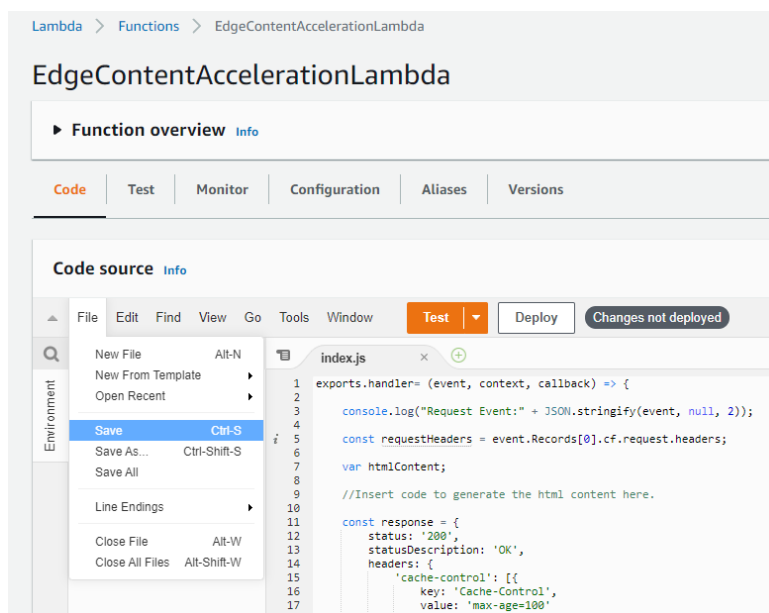 Lambda > Functions > EdgeContentAccelerationLambda
EdgeContentAccelerationLambda
Function overview Info
Code Test Monitor Configuration Aliases Versions
Code source Info
File Edit Find View Go Tools Window Test Deploy Changes not deployed
New File Alt-N
New From Template
Open Recent
Save Ctrl-S
Save As... Ctrl-Shift-S
Save All
Line Endings
Close File Alt-W
Close All Files Alt-Shift-W
Environment
index.js ×
1 exports.handler= (event, context, callback) => {
2
3 console.log("Request Event:" + JSON.stringify(event, null, 2));
4
i 5 const requestHeaders = event.Records[0].cf.request.headers;
6
7 var htmlContent;
8
9 //Insert code to generate the html content here.
10
11 const response = {
12 status: '200',
13 statusDescription: 'OK',
14 headers: {
15 'cache-control': [{
16 key: 'Cache-Control',
17 value: 'max-age=100'